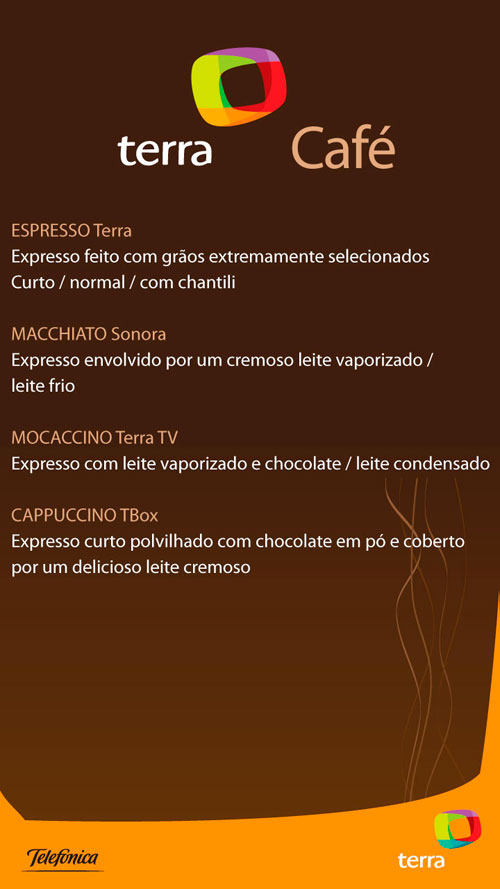 terra Café
ESPRESSO Terra
Expresso feito com grãos extremamente selecionados
Curto / normal / com chantili
MACCHIATO Sonora
Expresso envolvido por um cremoso leite vaporizado /
leite frio
MOCACCINO Terra TV
Expresso com leite vaporizado e chocolate / leite condensado
CAPPUCCINO TBox
Expresso curto polvilhado com chocolate em pó e coberto
por um delicioso leite cremoso
Telefónica
terra